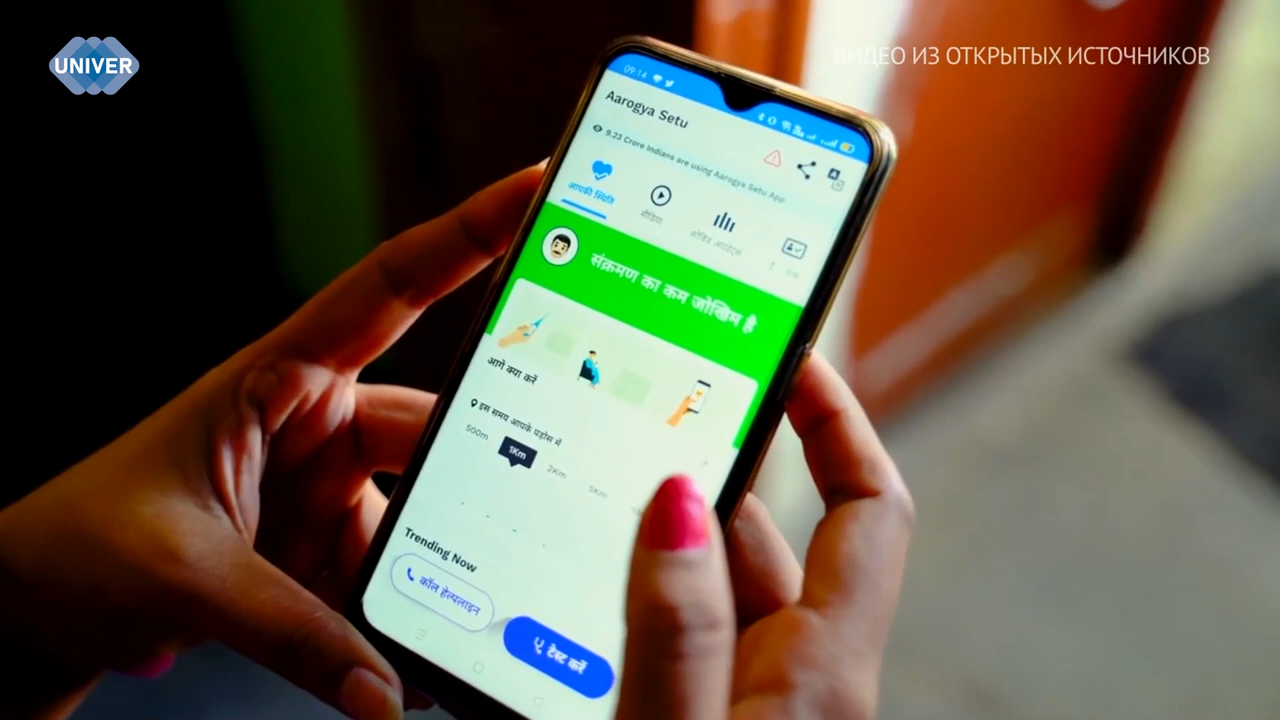 UNIVER
ВИДЕО ИЗ ОТКРЫТЫХ ИСТОЧНИКОВ
09:14
Aarogya Setu
9.23 Crore Indians are using Aarogya Setu App
आपकी स्थिति
मीडिया
कोविड अपडेट्स
संक्रमण का कम जोखिम है
आगे क्या करें
इस समय आपके पड़ोस में
500m
1Km
2Km
5Km
Trending Now
कॉल हेल्पलाइन
टेस्ट करें